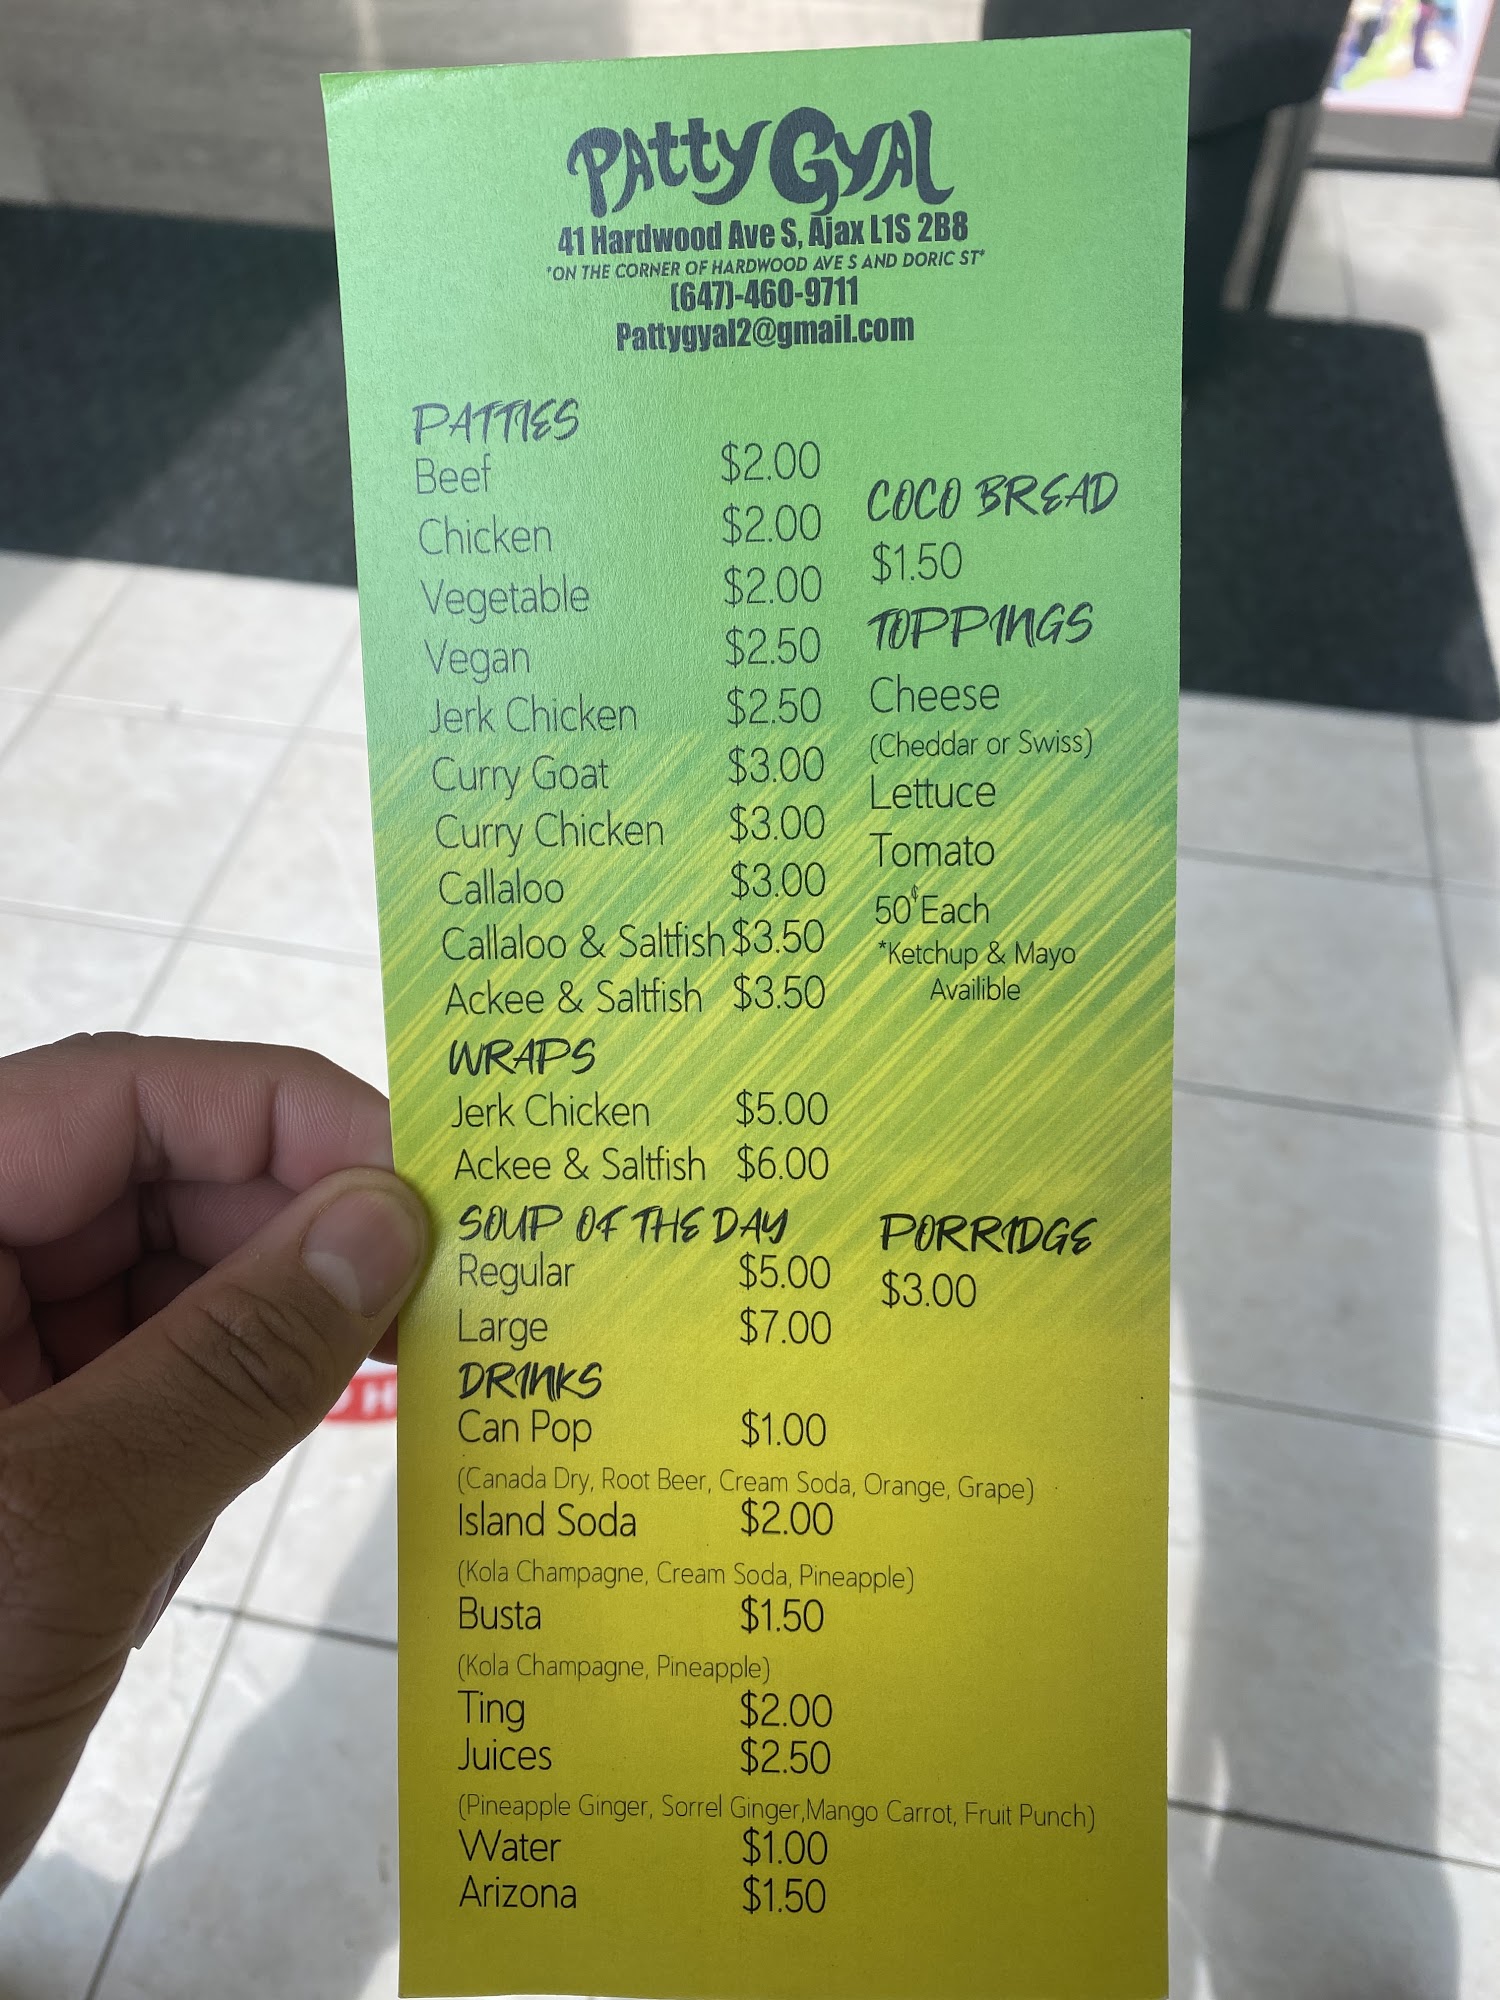 Patty Gyal
41 Hardwood Ave S, Ajax L1S 2B8
*ON THE CORNER OF HARDWOOD AVE S AND DORIC ST*
(647)-460-9711
Pattygyal2@gmail.com
PATTIES
Beef $2.00
Chicken $2.00
Vegetable $2.00
Vegan $2.50
Jerk Chicken $2.50
Curry Goat $3.00
Curry Chicken $3.00
Callaloo $3.00
Callaloo & Saltfish $3.50
Ackee & Saltfish $3.50
COCO BREAD
$1.50
TOPPINGS
Cheese
(Cheddar or Swiss)
Lettuce
Tomato
50¢ Each
*Ketchup & Mayo
Availible
WRAPS
Jerk Chicken $5.00
Ackee & Saltfish $6.00
SOUP OF THE DAY
Regular $5.00
Large $7.00
PORRIDGE
$3.00
DRINKS
Can Pop $1.00
(Canada Dry, Root Beer, Cream Soda, Orange, Grape)
Island Soda $2.00
(Kola Champagne, Cream Soda, Pineapple)
Busta $1.50
(Kola Champagne, Pineapple)
Ting $2.00
Juices $2.50
(Pineapple Ginger, Sorrel Ginger,Mango Carrot, Fruit Punch)
Water $1.00
Arizona $1.50